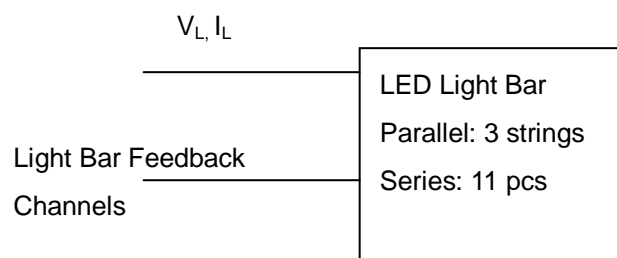 VL, IL
LED Light Bar
Parallel: 3 strings
Series: 11 pcs
Light Bar Feedback
Channels